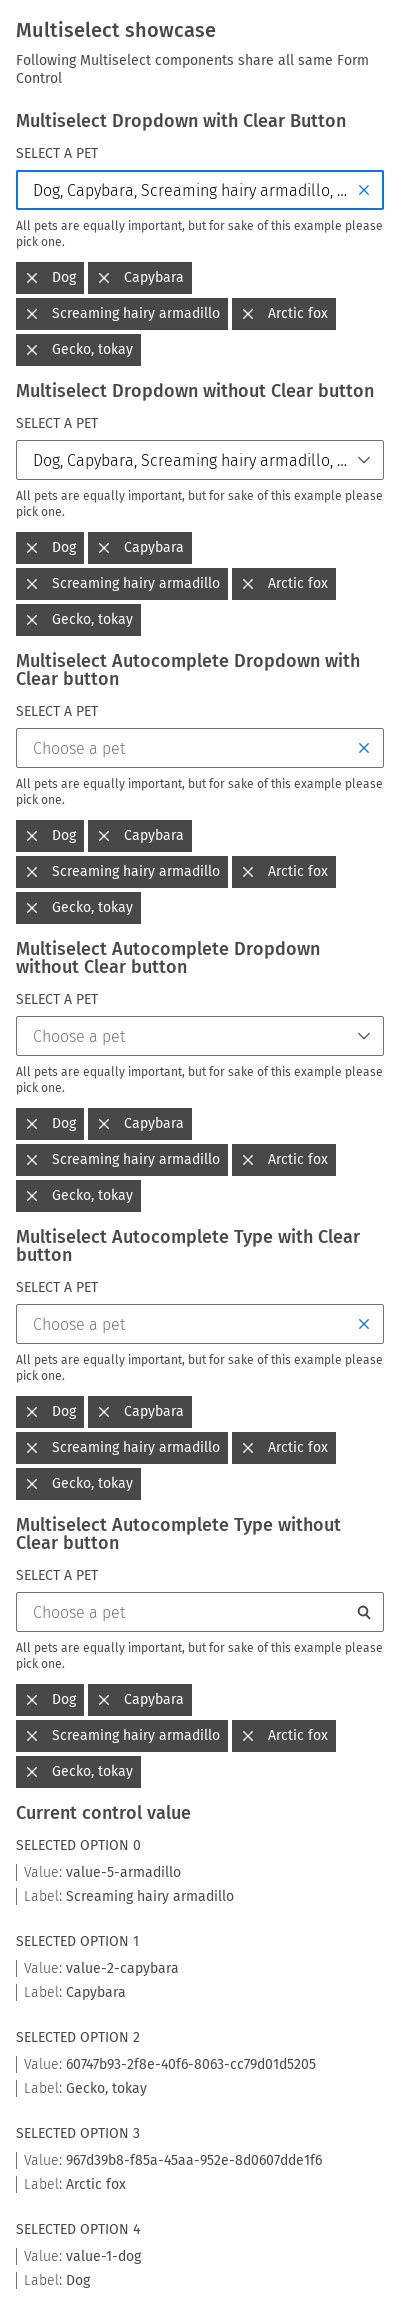 Multiselect showcase
Following Multiselect components share all same Form
Control
Multiselect Dropdown with Clear Button
SELECT A PET
Dog, Capybara, Screaming hairy armadillo, ...
All pets are equally important, but for sake of this example please
pick one.
Dog Capybara
Screaming hairy armadillo Arctic fox
Gecko, tokay
Multiselect Dropdown without Clear button
SELECT A PET
Dog, Capybara, Screaming hairy armadillo, ...
All pets are equally important, but for sake of this example please
pick one.
Dog Capybara
Screaming hairy armadillo Arctic fox
Gecko, tokay
Multiselect Autocomplete Dropdown with
Clear button
SELECT A PET
Choose a pet
All pets are equally important, but for sake of this example please
pick one.
Dog Capybara
Screaming hairy armadillo Arctic fox
Gecko, tokay
Multiselect Autocomplete Dropdown
without Clear button
SELECT A PET
Choose a pet
All pets are equally important, but for sake of this example please
pick one.
Dog Capybara
Screaming hairy armadillo Arctic fox
Gecko, tokay
Multiselect Autocomplete Type with Clear
button
SELECT A PET
Choose a pet
All pets are equally important, but for sake of this example please
pick one.
Dog Capybara
Screaming hairy armadillo Arctic fox
Gecko, tokay
Multiselect Autocomplete Type without
Clear button
SELECT A PET
Choose a pet
All pets are equally important, but for sake of this example please
pick one.
Dog Capybara
Screaming hairy armadillo Arctic fox
Gecko, tokay
Current control value
SELECTED OPTION 0
Value: value-5-armadillo
Label: Screaming hairy armadillo
SELECTED OPTION 1
Value: value-2-capybara
Label: Capybara
SELECTED OPTION 2
Value: 60747b93-2f8e-40f6-8063-cc79d01d5205
Label: Gecko, tokay
SELECTED OPTION 3
Value: 967d39b8-f85a-45aa-952e-8d0607dde1f6
Label: Arctic fox
SELECTED OPTION 4
Value: value-1-dog
Label: Dog